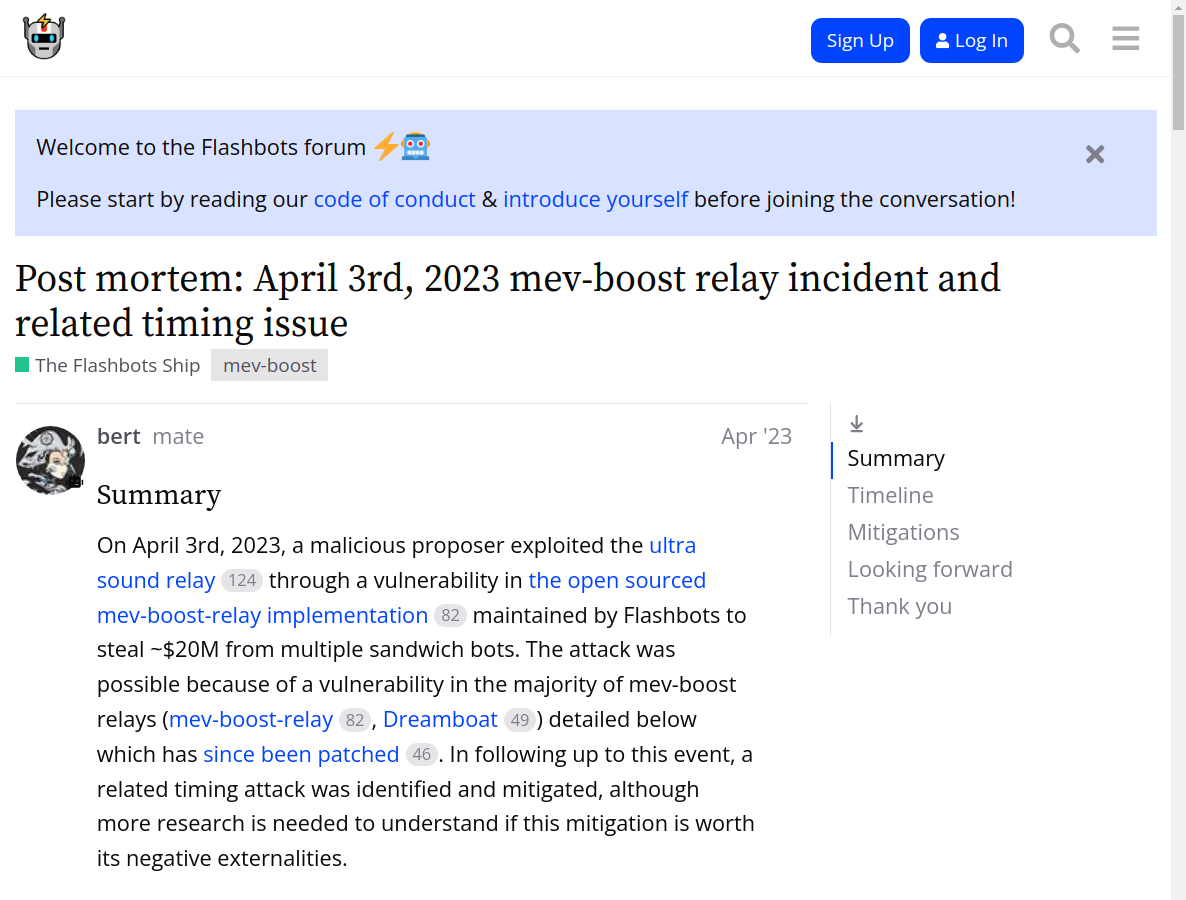 Sign Up
Log In
Welcome to the Flashbots forum
Please start by reading our code of conduct & introduce yourself before joining the conversation!
Post mortem: April 3rd, 2023 mev-boost relay incident and
related timing issue
The Flashbots Ship mev-boost
bert mate Apr '23
Summary
On April 3rd, 2023, a malicious proposer exploited the ultra
sound relay 124 through a vulnerability in the open sourced
mev-boost-relay implementation 82 maintained by Flashbots to
steal ~$20M from multiple sandwich bots. The attack was
possible because of a vulnerability in the majority of mev-boost
relays (mev-boost-relay 82, Dreamboat 49) detailed below
which has since been patched 46. In following up to this event, a
related timing attack was identified and mitigated, although
more research is needed to understand if this mitigation is worth
its negative externalities.
Summary
Timeline
Mitigations
Looking forward
Thank you